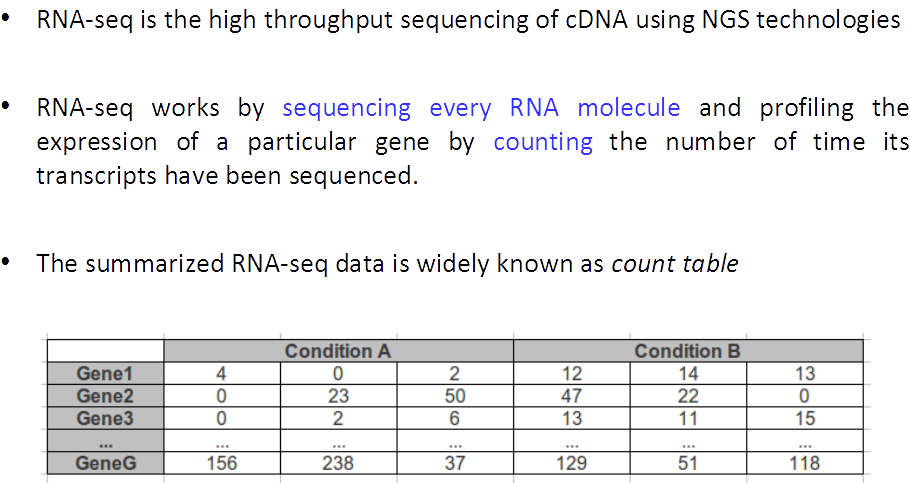 • RNA-seq is the high throughput sequencing of cDNA using NGS technologies
• RNA-seq works by sequencing every RNA molecule and profiling the
expression of a particular gene by counting the number of time its
transcripts have been sequenced.
• The summarized RNA-seq data is widely known as count table
Condition A Condition B
Gene1 4 0 2 12 14 13
Gene2 0 23 50 47 22 0
Gene3 0 2 6 13 11 15
... ... ... ... ... ... ...
GeneG 156 238 37 129 51 118